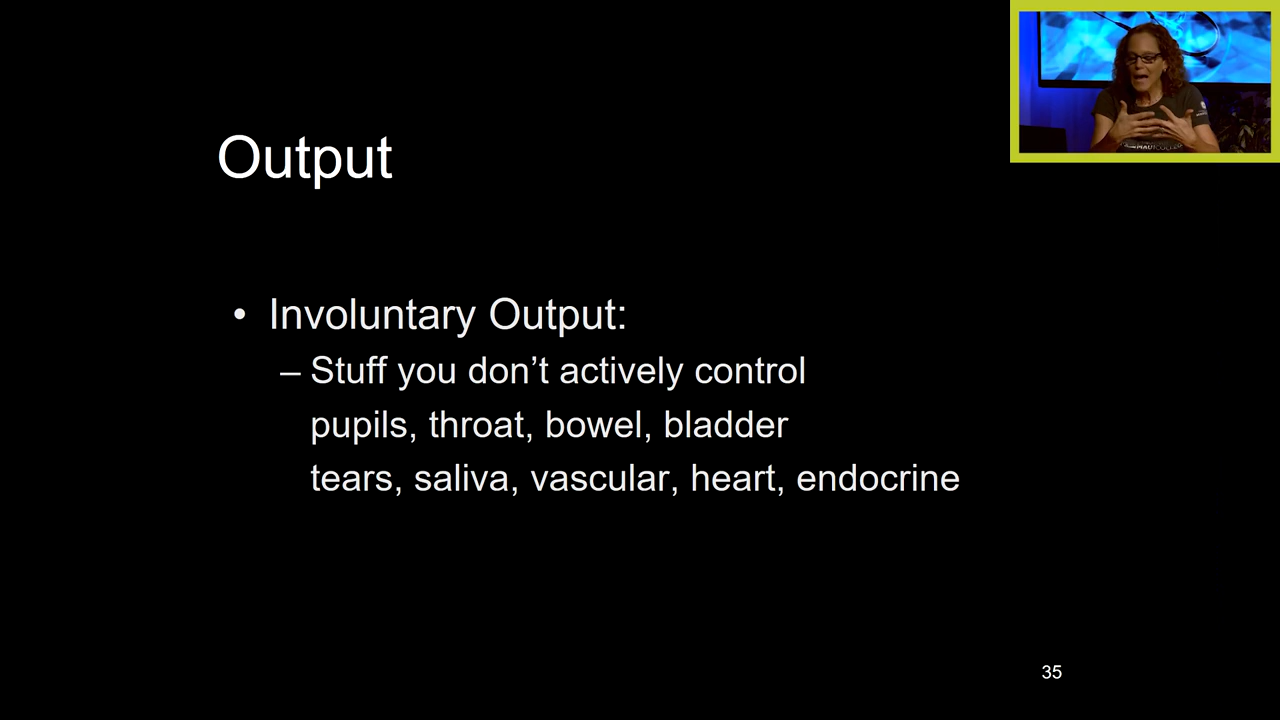 Output
• Involuntary Output:
– Stuff you don’t actively control
pupils, throat, bowel, bladder
tears, saliva, vascular, heart, endocrine
35